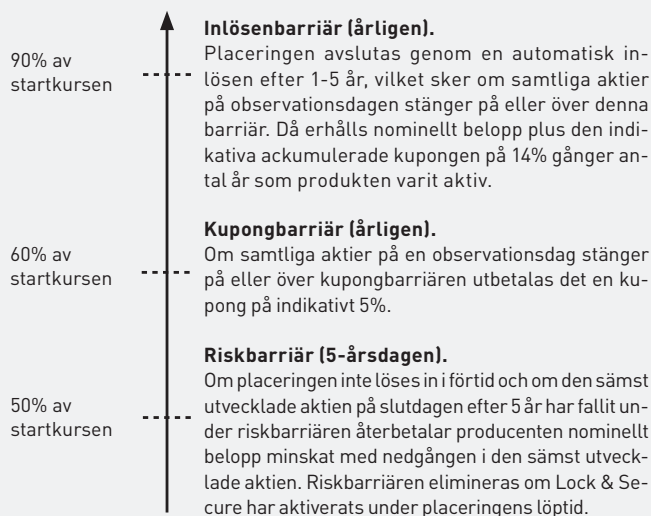 90% av
startkursen
Inlösenbarriär (årligen).
Placeringen avslutas genom en automatisk in-
lösen efter 1-5 år, vilket sker om samtliga aktier
på observationsdagen stänger på eller över denna
barriär. Då erhålls nominellt belopp plus den indi-
kativa ackumulerade kupongen på 14% gånger an-
tal år som produkten varit aktiv.
60% av
startkursen
Kupongbarriär (årligen).
Om samtliga aktier på en observationsdag stänger
på eller över kupongbarriären utbetalas det en ku-
pong på indikativt 5%.
50% av
startkursen
Riskbarriär (5-årsdagen).
Om placeringen inte löses in i förtid och om den sämst
utvecklade aktien på slutdagen efter 5 år har fallit un-
der riskbarriären återbetalar producenten nominellt
belopp minskat med nedgången i den sämst utveck-
lade aktien. Riskbarriären elimineras om Lock & Se-
cure har aktiverats under placeringens löptid.